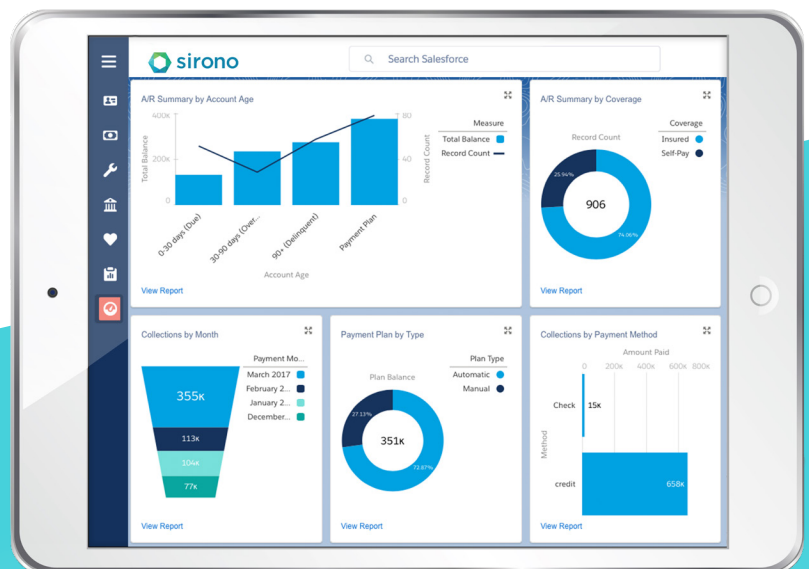 sirono
Search Salesforce
A/R Summary by Account Age
400K
200K
0
Total Balance
80
40
0
Record Count
Measure
Total Balance
Record Count
0-30 days (Due)
30-90 days (Over...
90+ (Delinquent)
Payment Plan
Account Age
View Report
A/R Summary by Coverage
Record Count
Coverage
Insured
Self-Pay
25.94%
906
74.06%
View Report
Collections by Month
Payment Mo...
March 2017
February 2...
January 2...
December...
355K
113K
104K
77K
View Report
Payment Plan by Type
Plan Balance
Plan Type
Automatic
Manual
27.13%
351K
72.87%
View Report
Collections by Payment Method
Amount Paid
0 200K 400K 600K 800K
Method
Check 15K
credit 658K
View Report